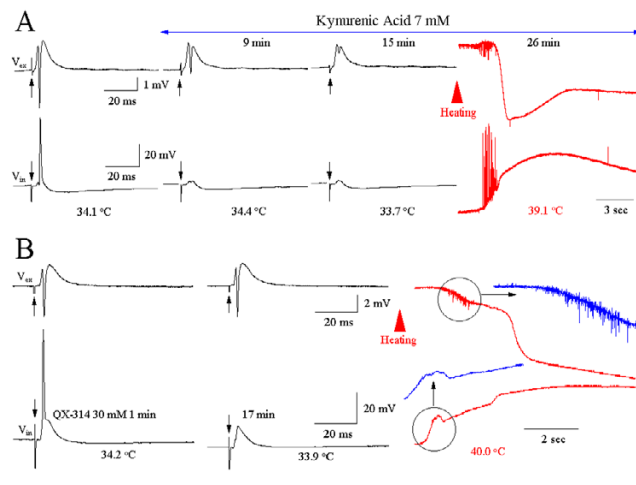 A
Kynurenic Acid 7 mM
9 min
15 min
26 min
Vex
1 mV
20 ms
Heating
20 mV
20 ms
Vin
34.1 °C
34.4 °C
33.7 °C
39.1 °C
3 sec
B
Vex
2 mV
20 ms
Heating
QX-314 30 mM 1 min
17 min
20 mV
20 ms
Vin
34.2 °C
33.9 °C
40.0 °C
2 sec